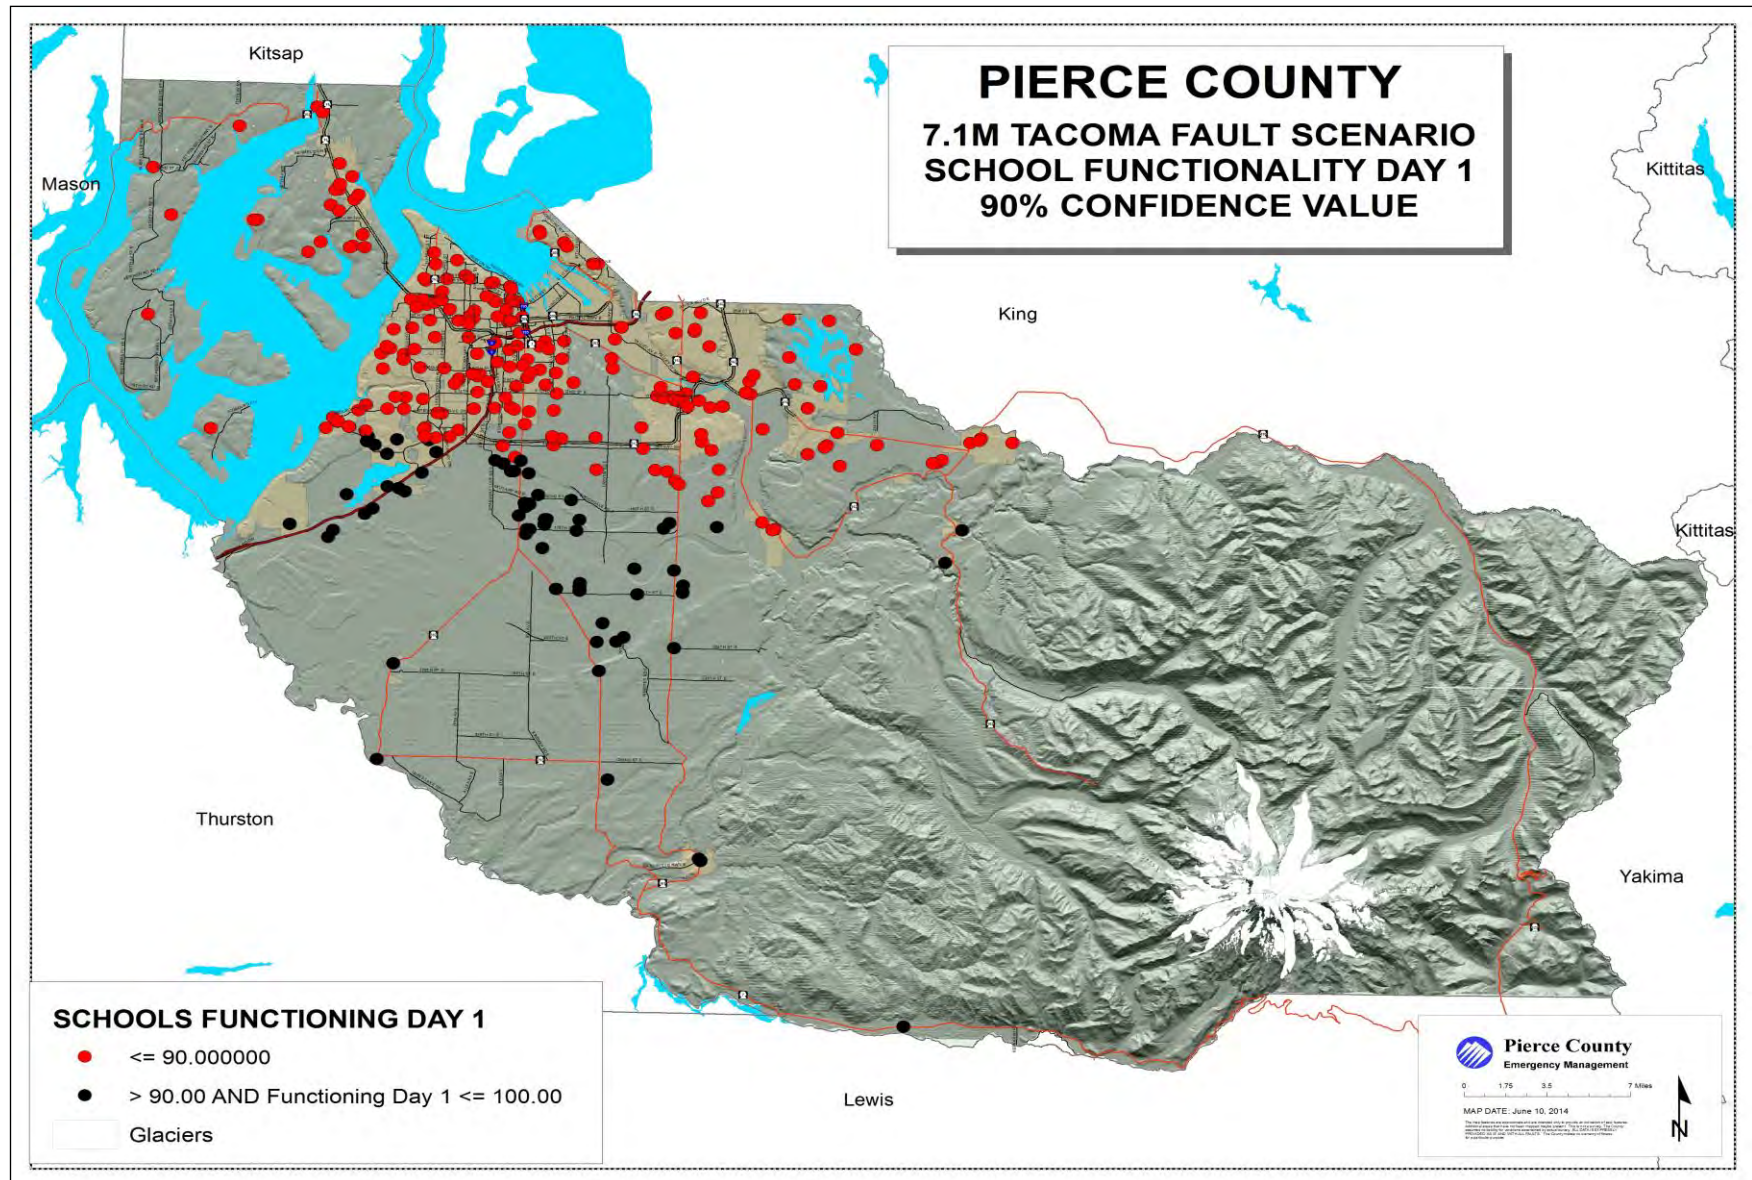 Kitsap
PIERCE COUNTY
7.1M TACOMA FAULT SCENARIO
SCHOOL FUNCTIONALITY DAY 1
90% CONFIDENCE VALUE
Mason
Kittitas
King
Kittitas
Thurston
Yakima
SCHOOLS FUNCTIONING DAY 1
<= 90.000000
> 90.00 AND Functioning Day 1 <= 100.00
Glaciers
Lewis
Pierce County
Emergency Management
0 1.75 3.5 7 Miles
MAP DATE: June 10, 2014
N